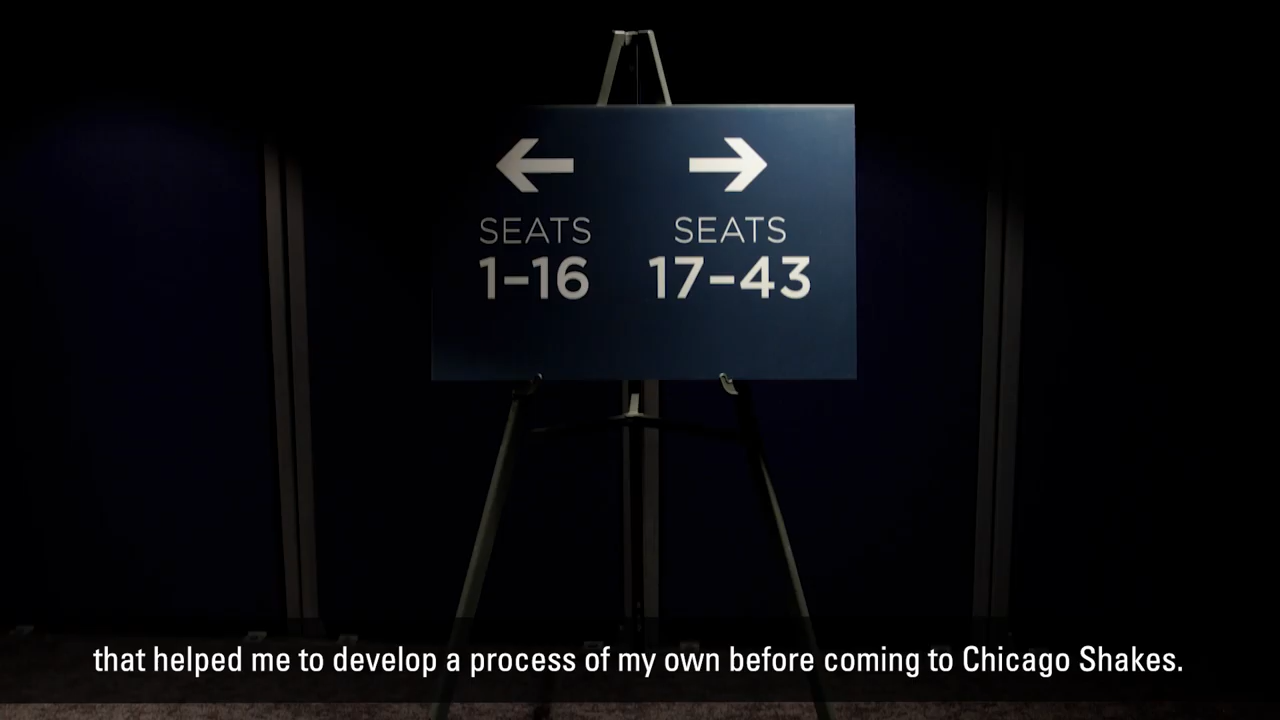 SEATS
1–16
SEATS
17–43
that helped me to develop a process of my own before coming to Chicago Shakes.